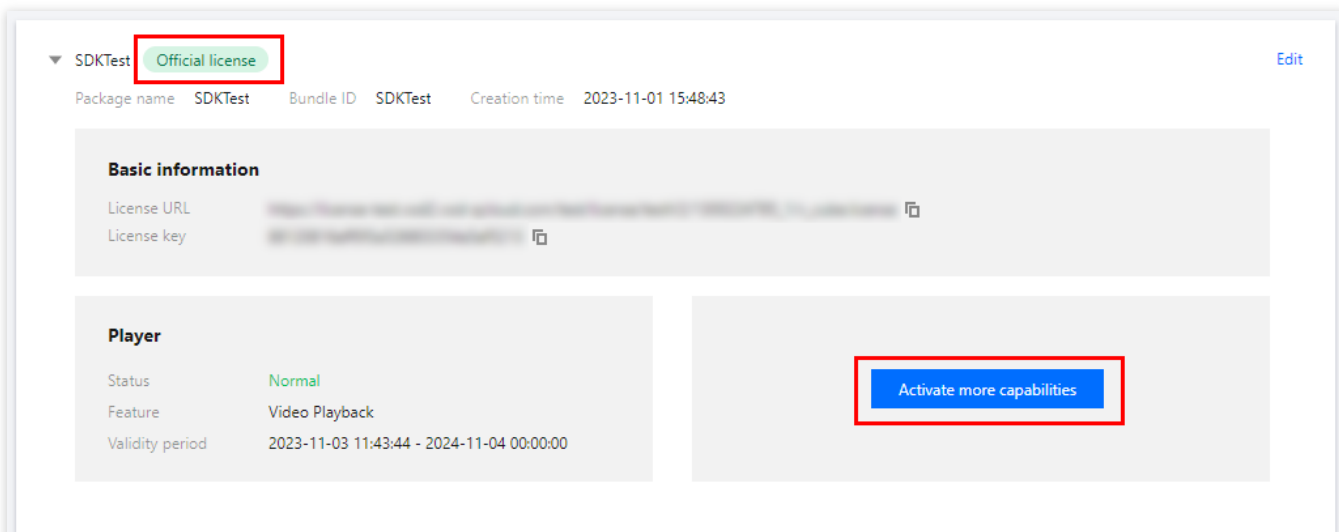 SDKTest Official license Edit
Package name SDKTest Bundle ID SDKTest Creation time 2023-11-01 15:48:43
Basic information
License URL
License key
Player
Status Normal
Feature Video Playback
Validity period 2023-11-03 11:43:44 - 2024-11-04 00:00:00
Activate more capabilities